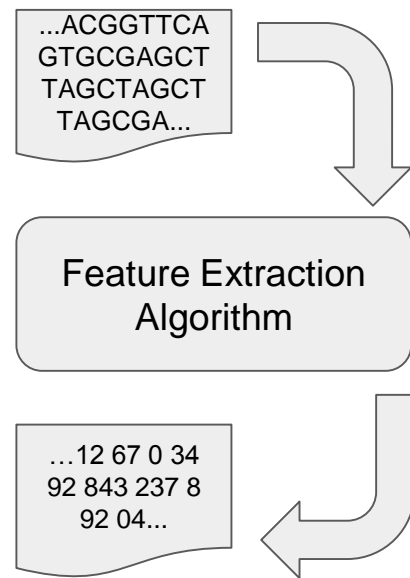 ...ACGGTTCA
GTGCGAGCT
TAGCTAGCT
TAGCGA...
Feature Extraction
Algorithm
...12 67 0 34
92 843 237 8
92 04...